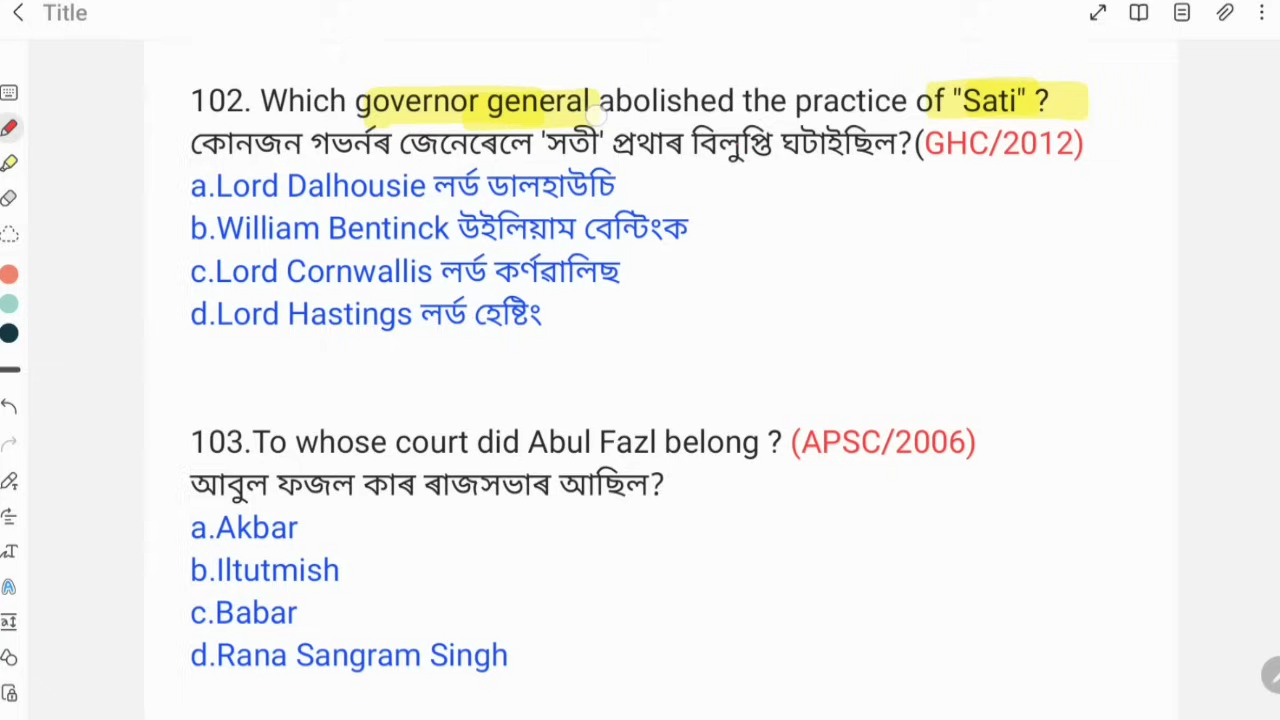 Title
102. Which governor general abolished the practice of "Sati" ?
কোনজন গভৰ্নৰ জেনেৰেলে 'সতী' প্ৰথাৰ বিলুপ্তি ঘটাইছিল?(GHC/2012)
a.Lord Dalhousie লৰ্ড ডালহাউচি
b.William Bentinck উইলিয়াম বেন্টিংক
c.Lord Cornwallis লৰ্ড কৰ্ণৱালিছ
d.Lord Hastings লৰ্ড হেষ্টিং
103.To whose court did Abul Fazl belong ? (APSC/2006)
আবুল ফজল কাৰ ৰাজসভাৰ আছিল?
a.Akbar
b.Iltutmish
c.Babar
d.Rana Sangram Singh